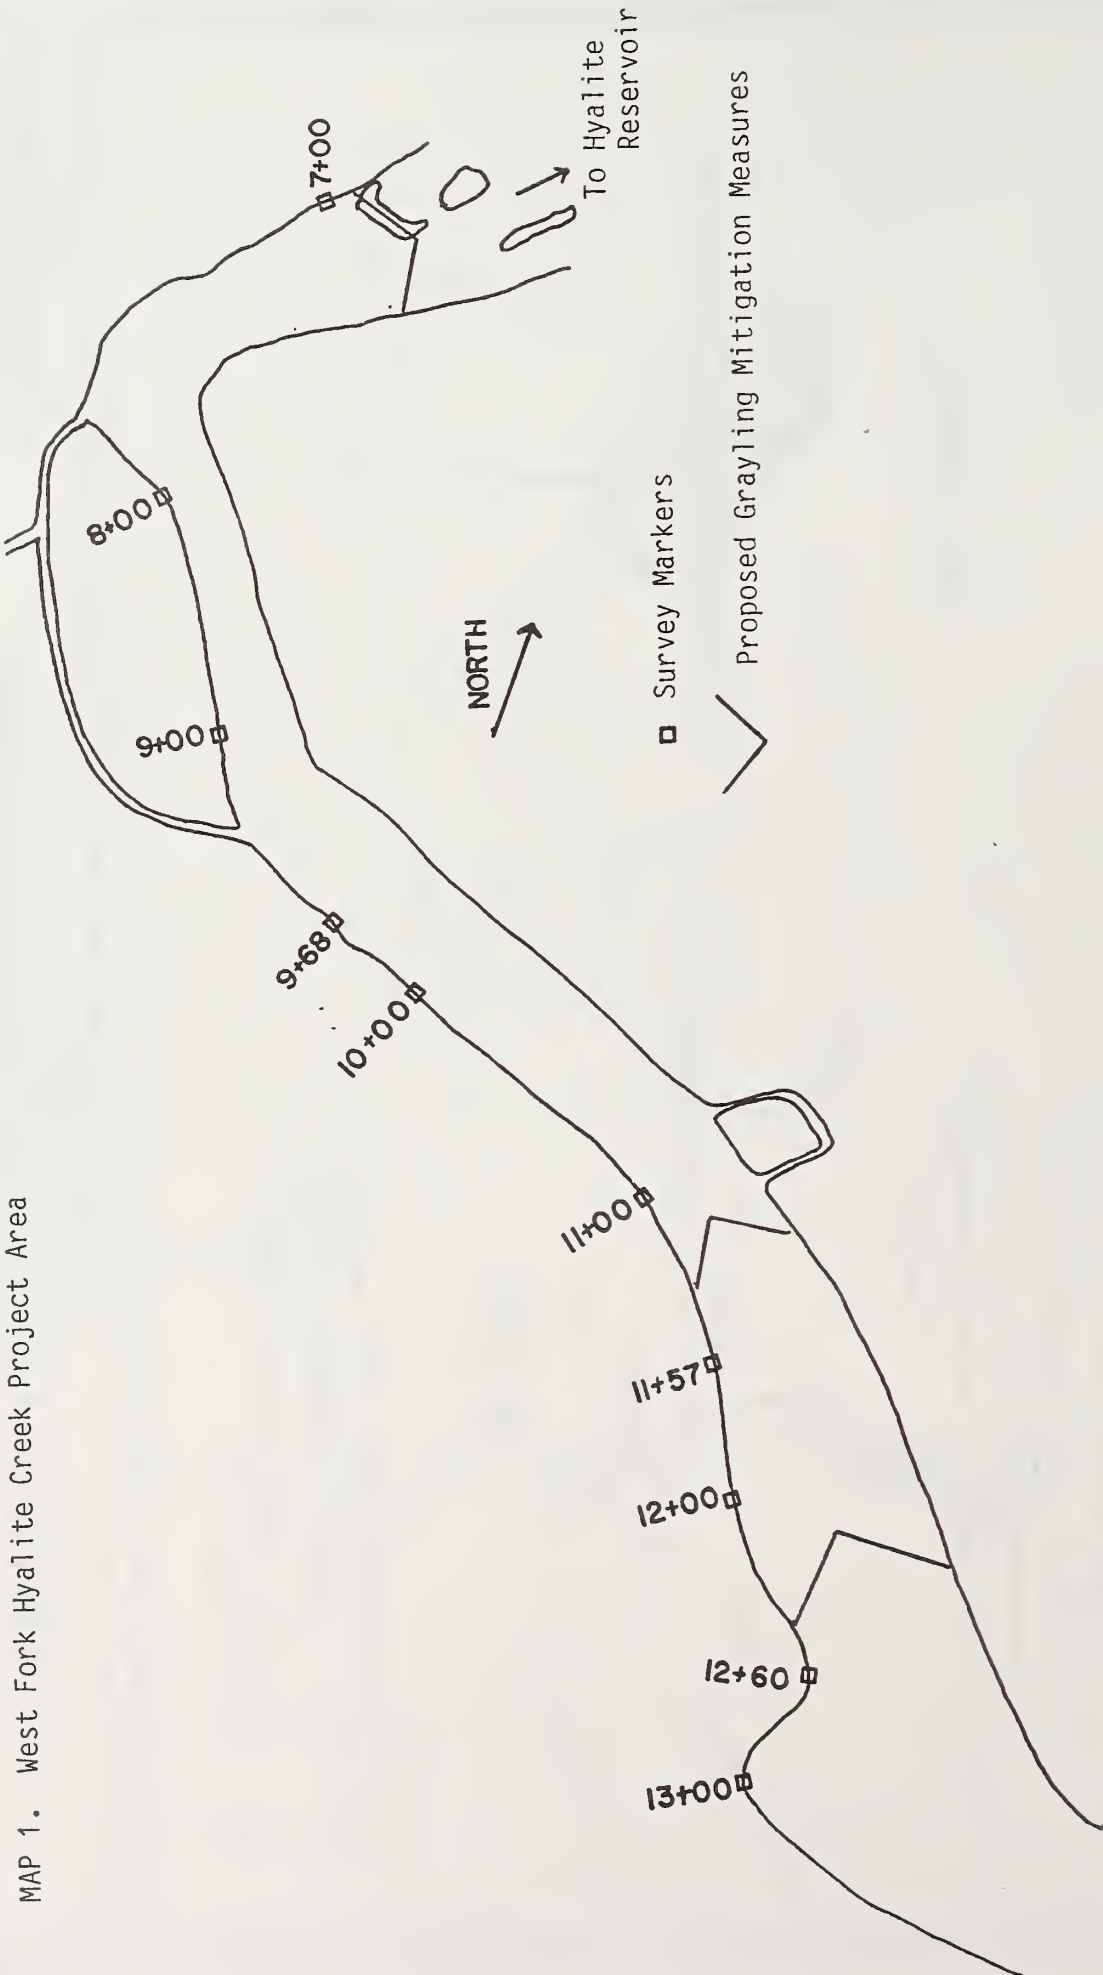 MAP 1. West Fork Hyalite Creek Project Area
7+00
8+00
9+00
9+68
10+00
11+00
11+57
12+00
12+60
13+00
To Hyalite
Reservoir
NORTH
Survey Markers
Proposed Grayling Mitigation Measures